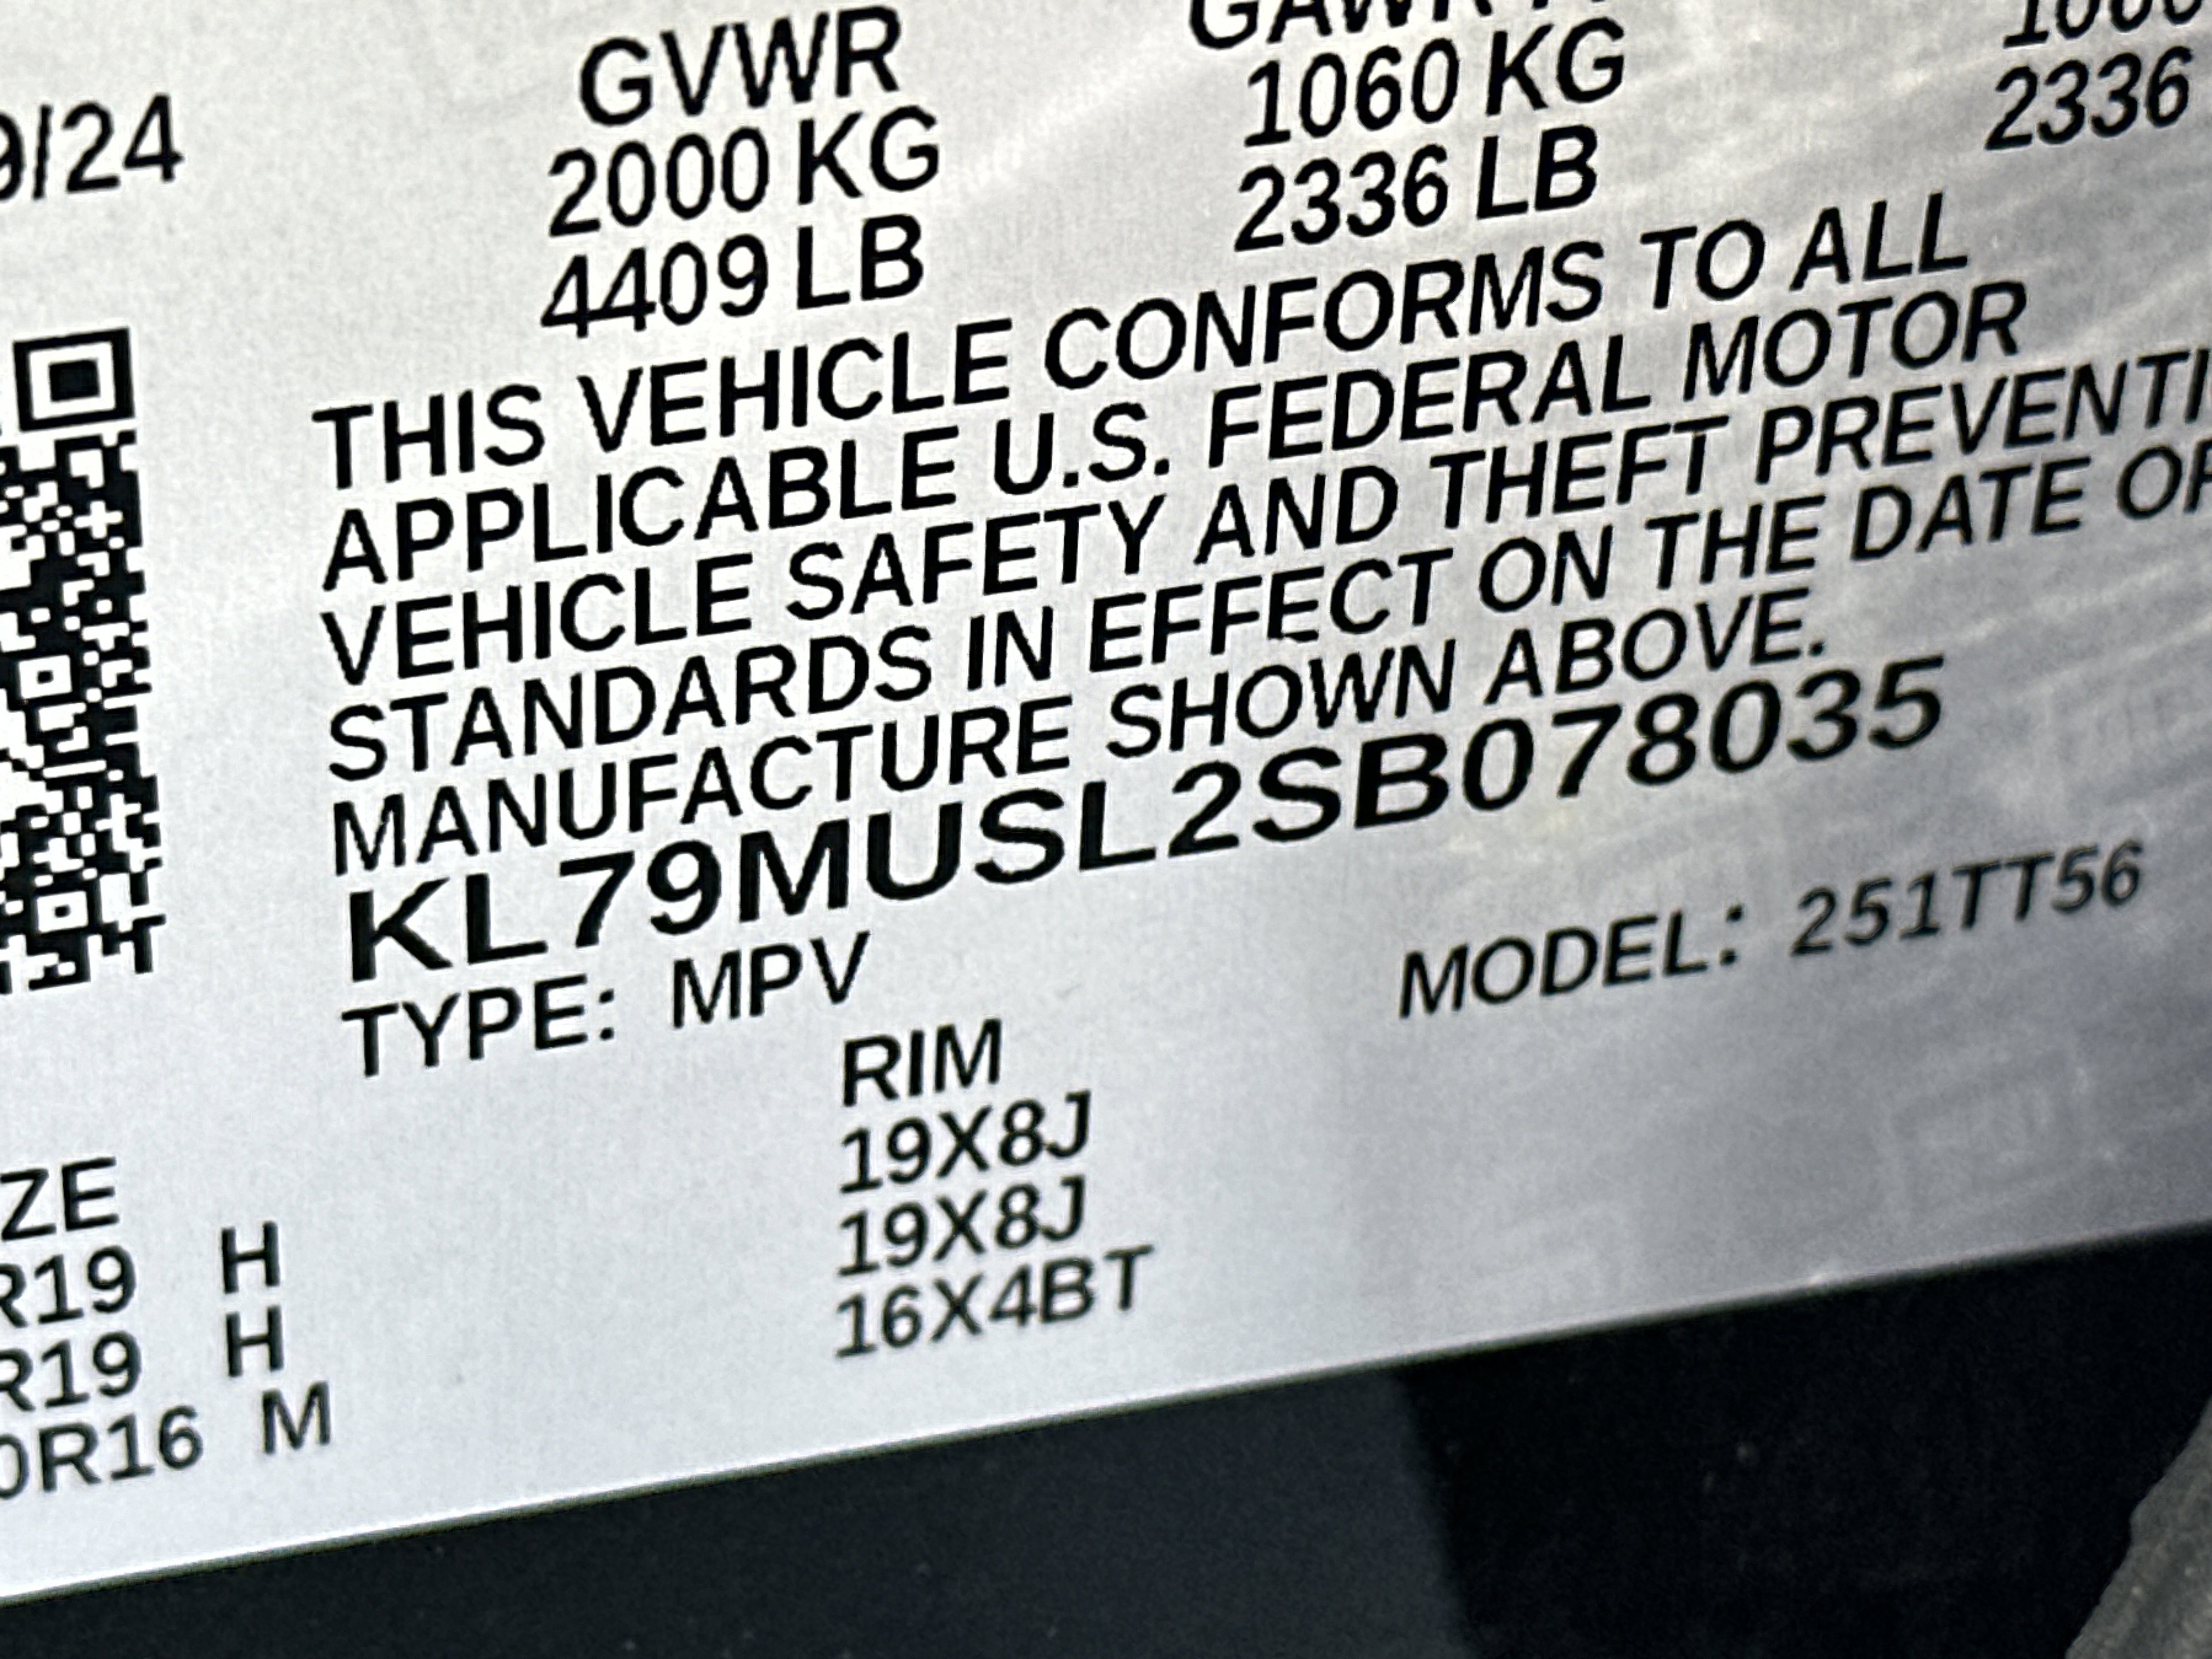 9/24
GVWR
2000 KG
4409 LB
1060 KG
2336 LB
2336
THIS VEHICLE CONFORMS TO ALL
APPLICABLE U.S. FEDERAL MOTOR
VEHICLE SAFETY AND THEFT PREVENTI
STANDARDS IN EFFECT ON THE DATE OF
MANUFACTURE SHOWN ABOVE.
KL79MUSL2SB078035
TYPE: MPV
MODEL: 251TT56
RIM
19X8J
19X8J
16X4BT
ZE
R19 H
R19 H
0R16 M